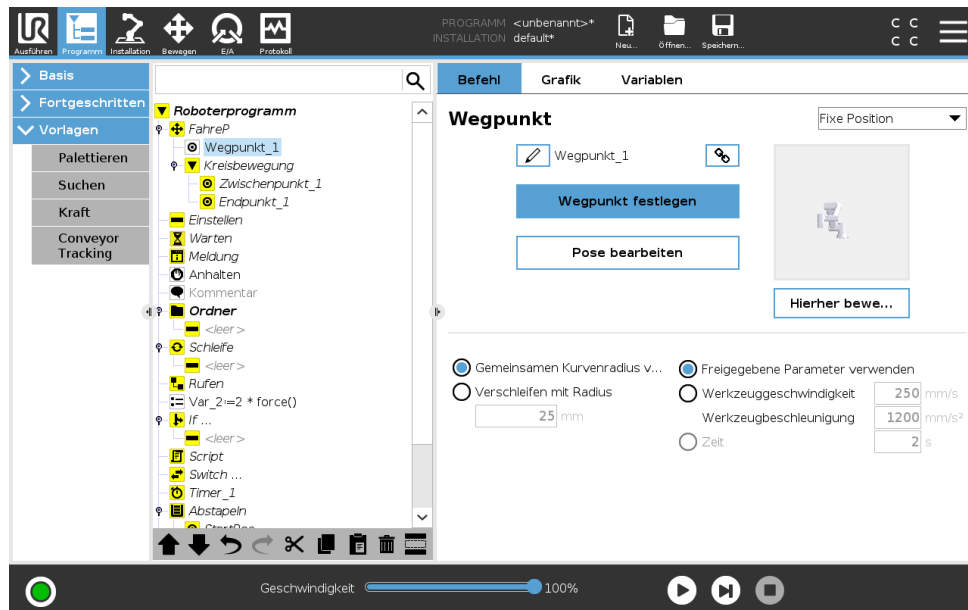 PROGRAMM <unbenannt>*
INSTALLATION default*
Ausführen Programm Installation Bewegen E/A Protokoll Neu... Öffnen... Speichern...
C C
C C
Basis
Fortgeschritten
Vorlagen
Palettieren
Suchen
Kraft
Conveyor
Tracking
Roboterprogramm
FahreP
Wegpunkt_1
Kreisbewegung
Zwischenpunkt_1
Endpunkt_1
Einstellen
Warten
Meldung
Anhalten
Kommentar
Ordner
<leer>
Schleife
<leer>
Rufen
Var_2:=2 * force()
If ...
<leer>
Script
Switch ...
Timer_1
Abstapeln
Befehl Grafik Variablen
Wegpunkt
Fixe Position
Wegpunkt_1
Wegpunkt festlegen
Pose bearbeiten
Hierher bewe...
Gemeinsamen Kurvenradius v...
Verschleifen mit Radius
25 mm
Freigegebene Parameter verwenden
Werkzeuggeschwindigkeit 250 mm/s
Werkzeugbeschleunigung 1200 mm/s²
Zeit 2 s
Geschwindigkeit 100%